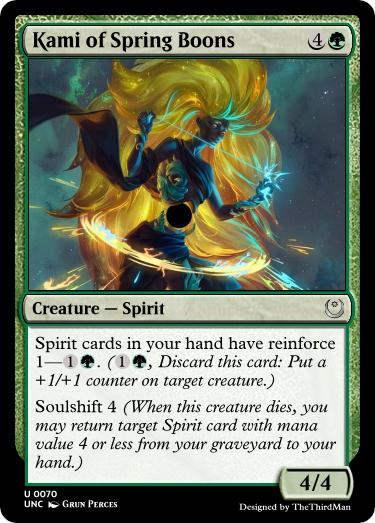 Kami of Spring Boons 4
Creature — Spirit
Spirit cards in your hand have reinforce
1—1. (1, Discard this card: Put a
+1/+1 counter on target creature.)
Soulshift 4 (When this creature dies, you
may return target Spirit card with mana
value 4 or less from your graveyard to your
hand.)
4/4
U 0070
UNC Grun Perces
Designed by TheThirdMan